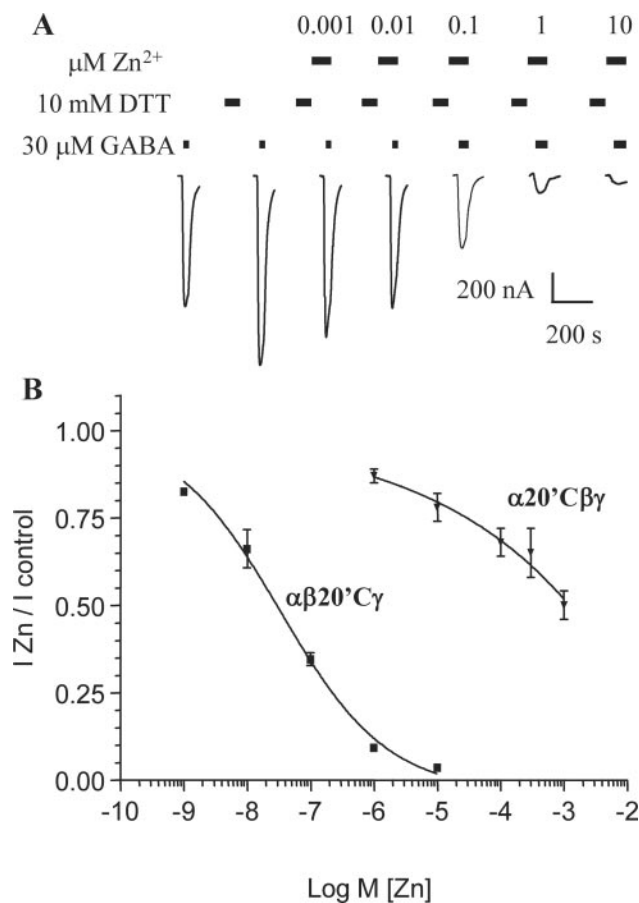 A
0.001 0.01 0.1 1 10
μM Zn²⁺
10 mM DTT
30 μM GABA
200 nA
200 s
B
1.00
0.75
0.50
0.25
0.00
I Zn / I control
α20'Cβγ
αβ20'Cγ
-10 -9 -8 -7 -6 -5 -4 -3 -2
Log M [Zn]